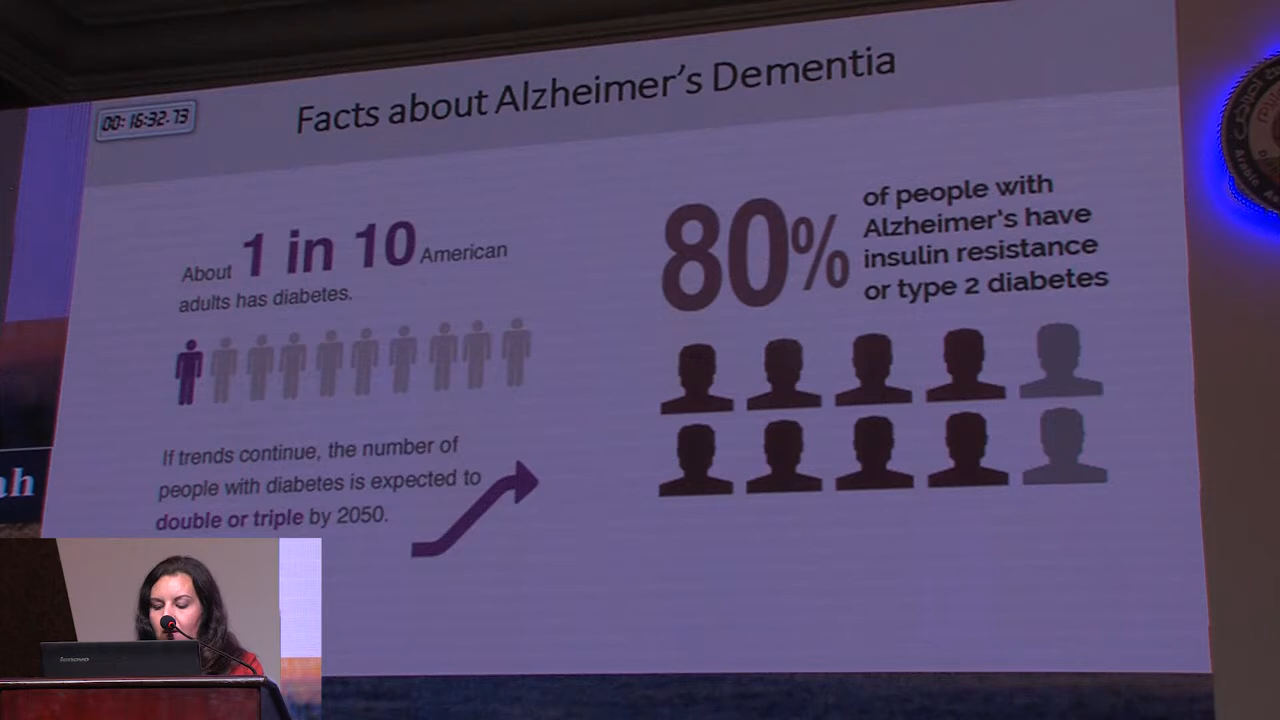 Facts about Alzheimer's Dementia
00: 16:32.73
About 1 in 10 American
adults has diabetes.
If trends continue, the number of
people with diabetes is expected to
double or triple by 2050.
80%
of people with
Alzheimer's have
insulin resistance
or type 2 diabetes
ah
lenovo